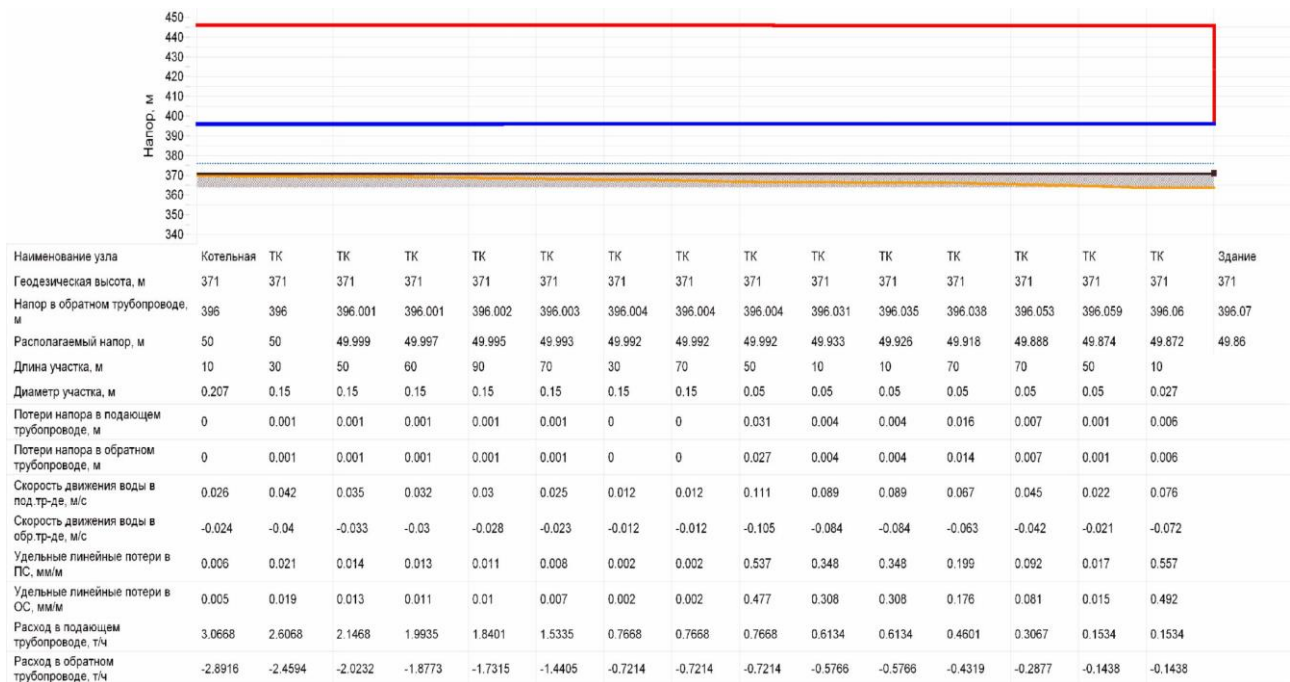 450
440
430
420
410
400
390
380
370
360
350
340
Напор, м
Наименование узла Котельная ТК ТК ТК ТК ТК ТК ТК ТК ТК ТК ТК ТК ТК ТК Здание
Геодезическая высота, м 371 371 371 371 371 371 371 371 371 371 371 371 371 371 371 371
Напор в обратном трубопроводе, м 396 396 396.001 396.001 396.002 396.003 396.004 396.004 396.004 396.031 396.035 396.038 396.053 396.059 396.06 396.07
Располагаемый напор, м 50 50 49.999 49.997 49.995 49.993 49.992 49.992 49.992 49.933 49.926 49.918 49.888 49.874 49.872 49.86
Длина участка, м 10 30 50 60 90 70 30 70 50 10 10 70 70 50 10
Диаметр участка, м 0.207 0.15 0.15 0.15 0.15 0.15 0.15 0.15 0.05 0.05 0.05 0.05 0.05 0.05 0.027
Потери напора в подающем трубопроводе, м 0 0.001 0.001 0.001 0.001 0.001 0 0 0.031 0.004 0.004 0.016 0.007 0.001 0.006
Потери напора в обратном трубопроводе, м 0 0.001 0.001 0.001 0.001 0.001 0 0 0.027 0.004 0.004 0.014 0.007 0.001 0.006
Скорость движения воды в под.тр-де, м/с 0.026 0.042 0.035 0.032 0.03 0.025 0.012 0.012 0.111 0.089 0.089 0.067 0.045 0.022 0.076
Скорость движения воды в обр.тр-де, м/с -0.024 -0.04 -0.033 -0.03 -0.028 -0.023 -0.012 -0.012 -0.105 -0.084 -0.084 -0.063 -0.042 -0.021 -0.072
Удельные линейные потери в ПС, мм/м 0.006 0.021 0.014 0.013 0.011 0.008 0.002 0.002 0.537 0.348 0.348 0.199 0.092 0.017 0.557
Удельные линейные потери в ОС, мм/м 0.005 0.019 0.013 0.011 0.01 0.007 0.002 0.002 0.477 0.308 0.308 0.176 0.081 0.015 0.492
Расход в подающем трубопроводе, т/ч 3.0668 2.6068 2.1468 1.9935 1.8401 1.5335 0.7668 0.7668 0.7668 0.6134 0.6134 0.4601 0.3067 0.1534 0.1534
Расход в обратном трубопроводе, т/ч -2.8916 -2.4594 -2.0232 -1.8773 -1.7315 -1.4405 -0.7214 -0.7214 -0.7214 -0.5766 -0.5766 -0.4319 -0.2877 -0.1438 -0.1438